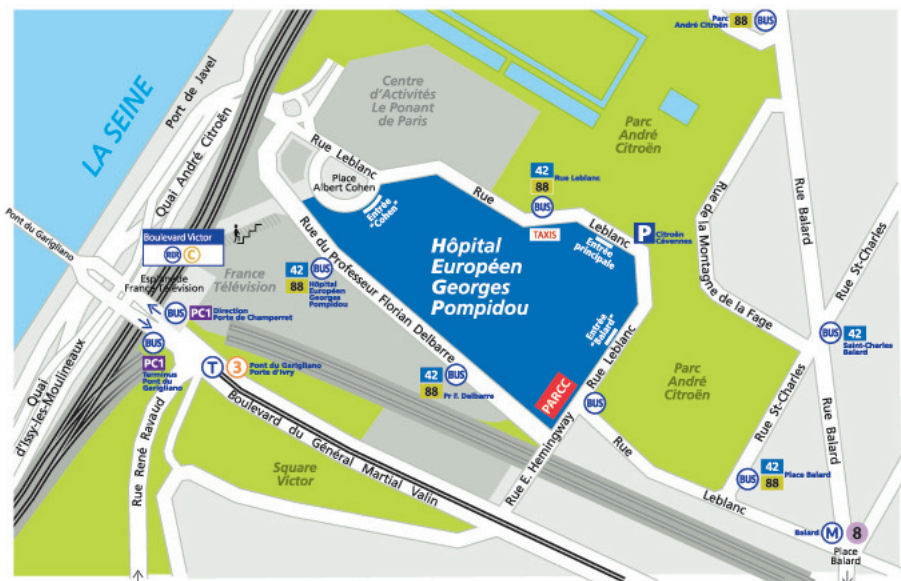 Parc
André Citroën
88
BUS
LA SEINE
Port de Javel
Quai André Citroën
Centre
d'Activités
Le Ponant
de Paris
Parc
André
Citroën
Rue Leblanc
Place
Albert Cohen
Entrée
"Cohen"
Rue
42
88
Rue Leblanc
BUS
TAXIS
Leblanc
Entrée
principale
P
Citroën
Cévennes
Rue de la Montagne de la Fage
Rue Balard
Rue St-Charles
Pont du Garigliano
Boulevard Victor
RER
C
Esplanade
France Télévision
France
Télévision
42
88
BUS
Hôpital
Européen
Georges
Pompidou
Rue du Professeur Florian Delbarre
Hôpital
Européen
Georges
Pompidou
Entrée
"Balard"
Rue Leblanc
BUS
PC1
Direction
Porte de Champerret
BUS
PC1
Terminus
Pont du
Garigliano
T
3
Pont du Garigliano
Porte d'Ivry
42
88
BUS
Pr F. Delbarre
PARCC
BUS
Parc
André
Citroën
BUS
42
Saint-Charles
Balard
Quai
d'Issy-les-Moulineaux
Rue René Ravaud
Boulevard du Général Martial Valin
Square
Victor
Rue E. Hemingway
Rue
Leblanc
Rue St-Charles
Rue Balard
BUS
42
88
Place Balard
Balard
M
8
Place
Balard